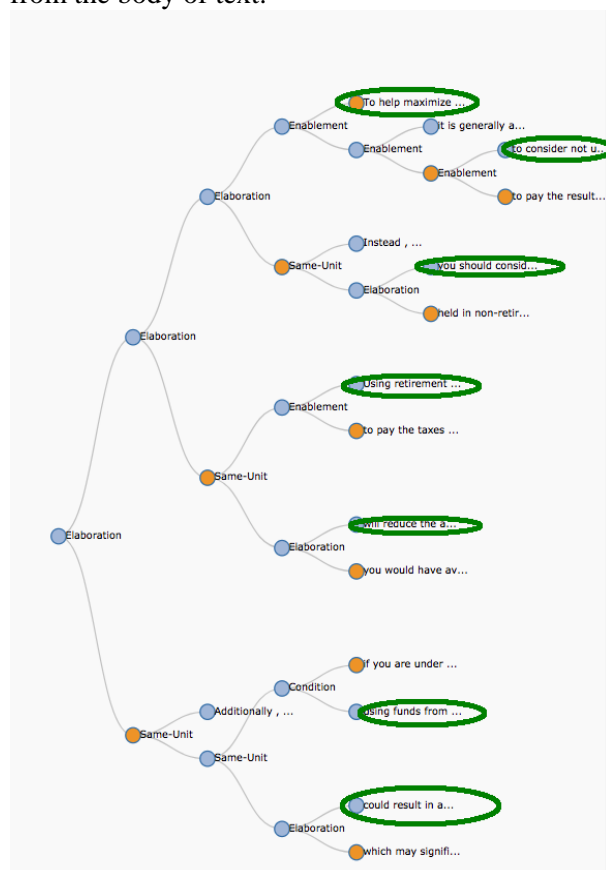 from the body of text.
To help maximize ...
Enablement
it is generally a...
Enablement
to consider not u...
Enablement
to pay the result...
Elaboration
Instead , ...
Same-Unit
you should consid...
Elaboration
held in non-retir...
Elaboration
Using retirement ...
Enablement
to pay the taxes ...
Same-Unit
will reduce the a...
Elaboration
Elaboration
you would have av...
if you are under ...
Condition
Additionally , ...
using funds from ...
Same-Unit
Same-Unit
could result in a...
Elaboration
which may signifi...